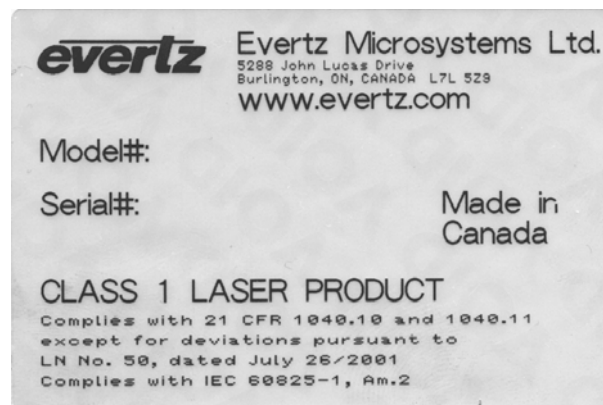 evertz
Evertz Microsystems Ltd.
5288 John Lucas Drive
Burlington, ON, CANADA L7L 5Z9
www.evertz.com
Model#:
Serial#:
Made in
Canada
CLASS 1 LASER PRODUCT
Complies with 21 CFR 1040.10 and 1040.11
except for deviations pursuant to
LN No. 50, dated July 26/2001
Complies with IEC 60825-1, Am.2